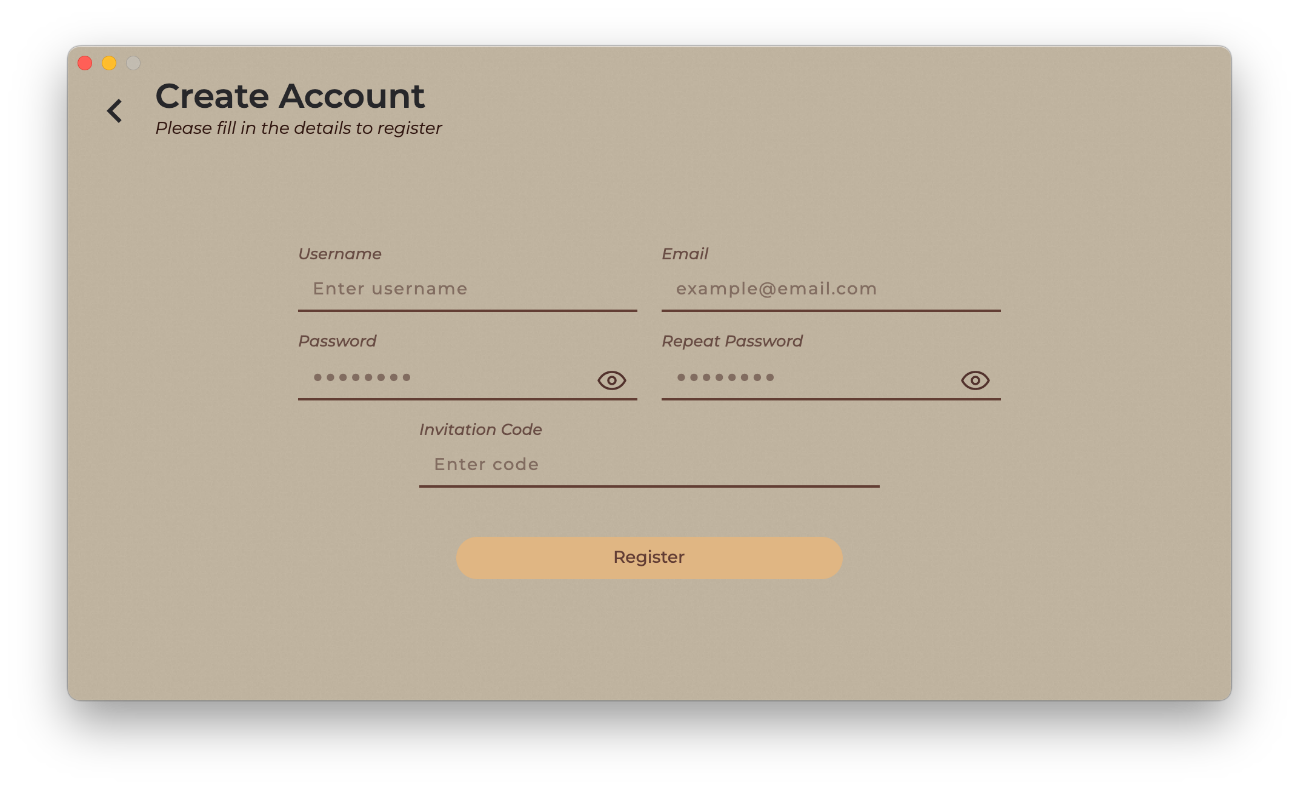 Create Account
Please fill in the details to register
Username
Email
Enter username
example@email.com
Password
Repeat Password
••••••••
••••••••
Invitation Code
Enter code
Register